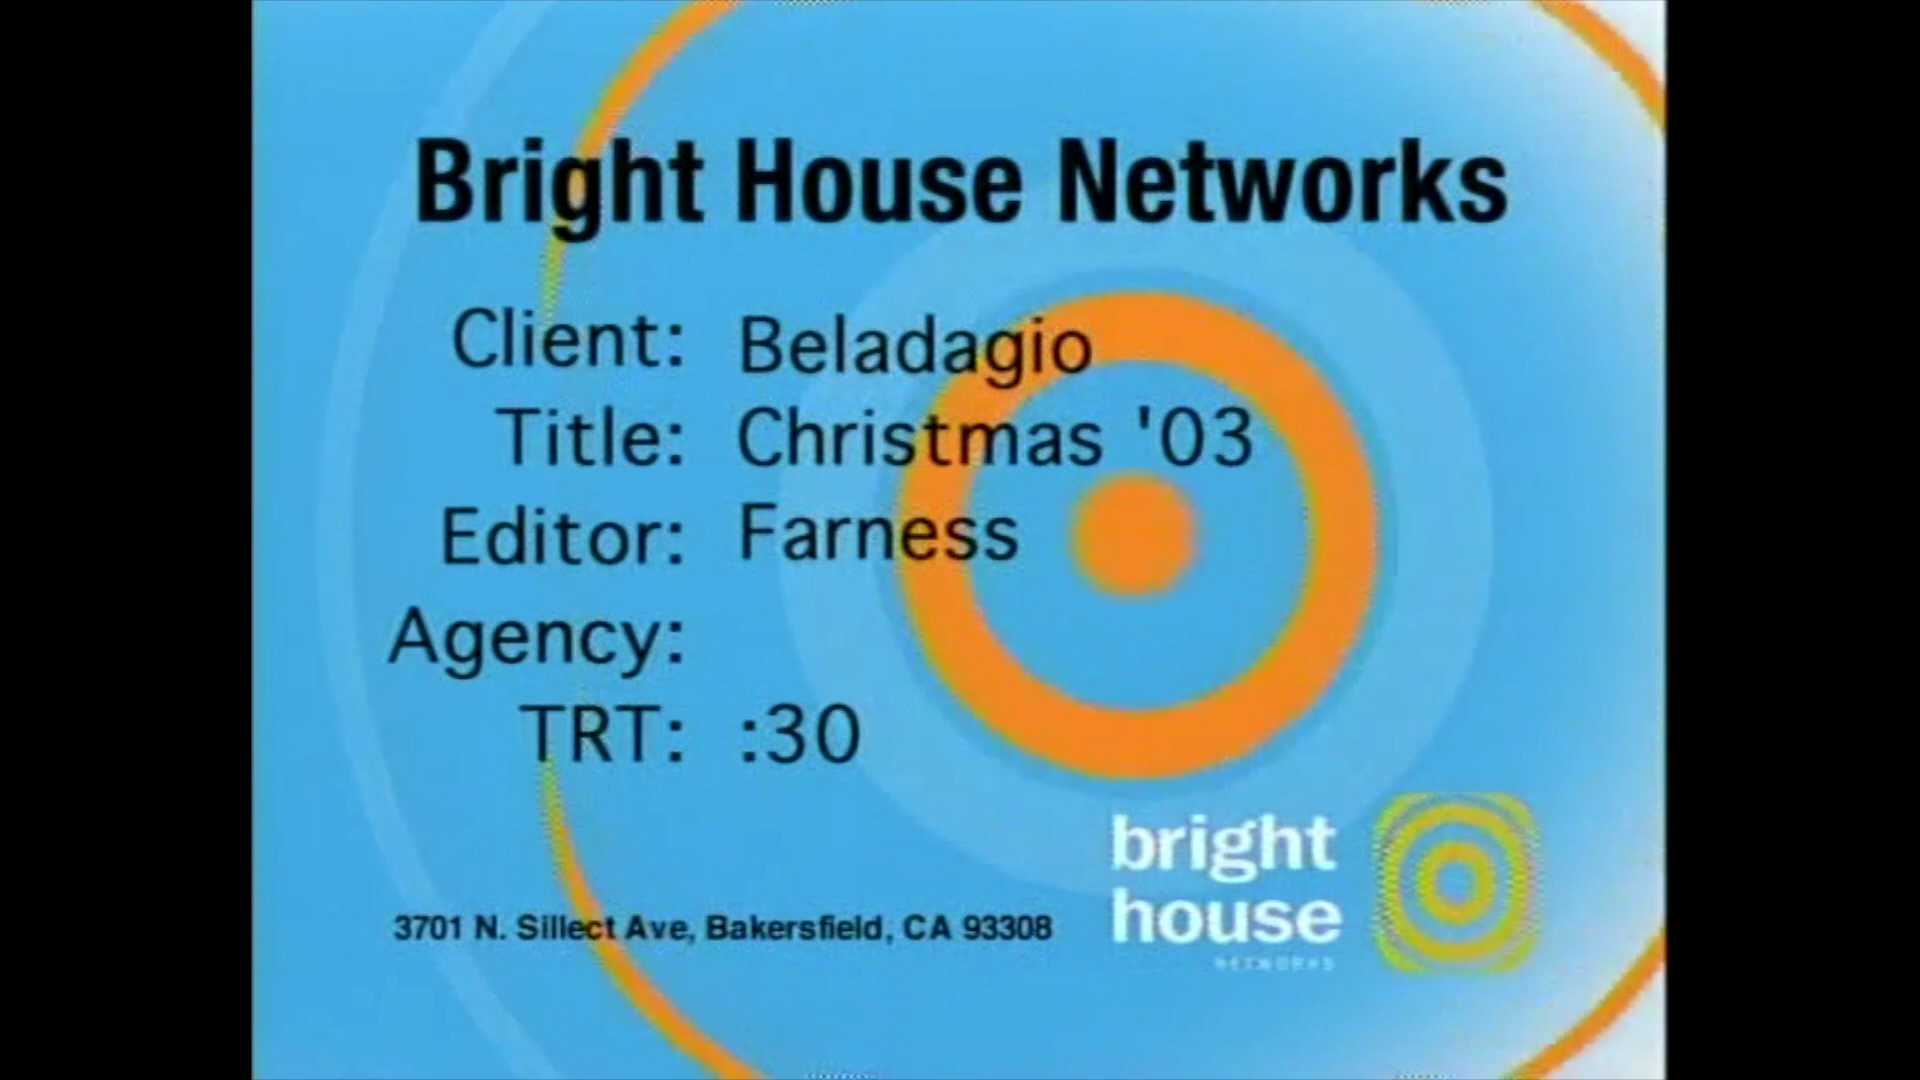 Bright House Networks
Client: Beladagio
Title: Christmas '03
Editor: Farness
Agency:
TRT: :30
3701 N. Sillect Ave, Bakersfield, CA 93308
bright
house
NETWORKS